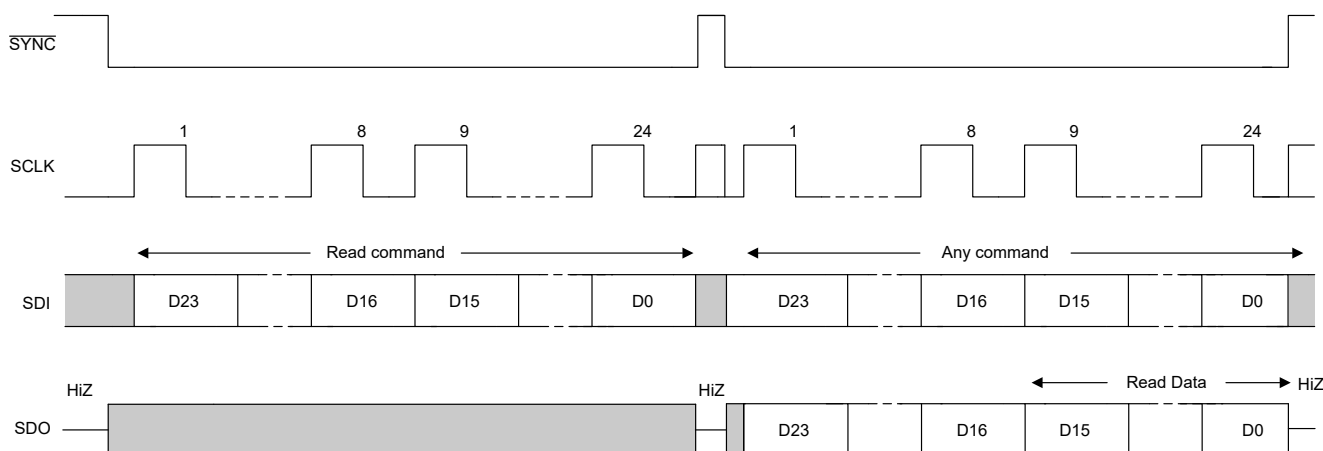 SYNC
1 8 9 24 1 8 9 24
SCLK
Read command Any command
SDI D23 D16 D15 D0 D23 D16 D15 D0
HiZ HiZ Read Data HiZ
SDO D23 D16 D15 D0